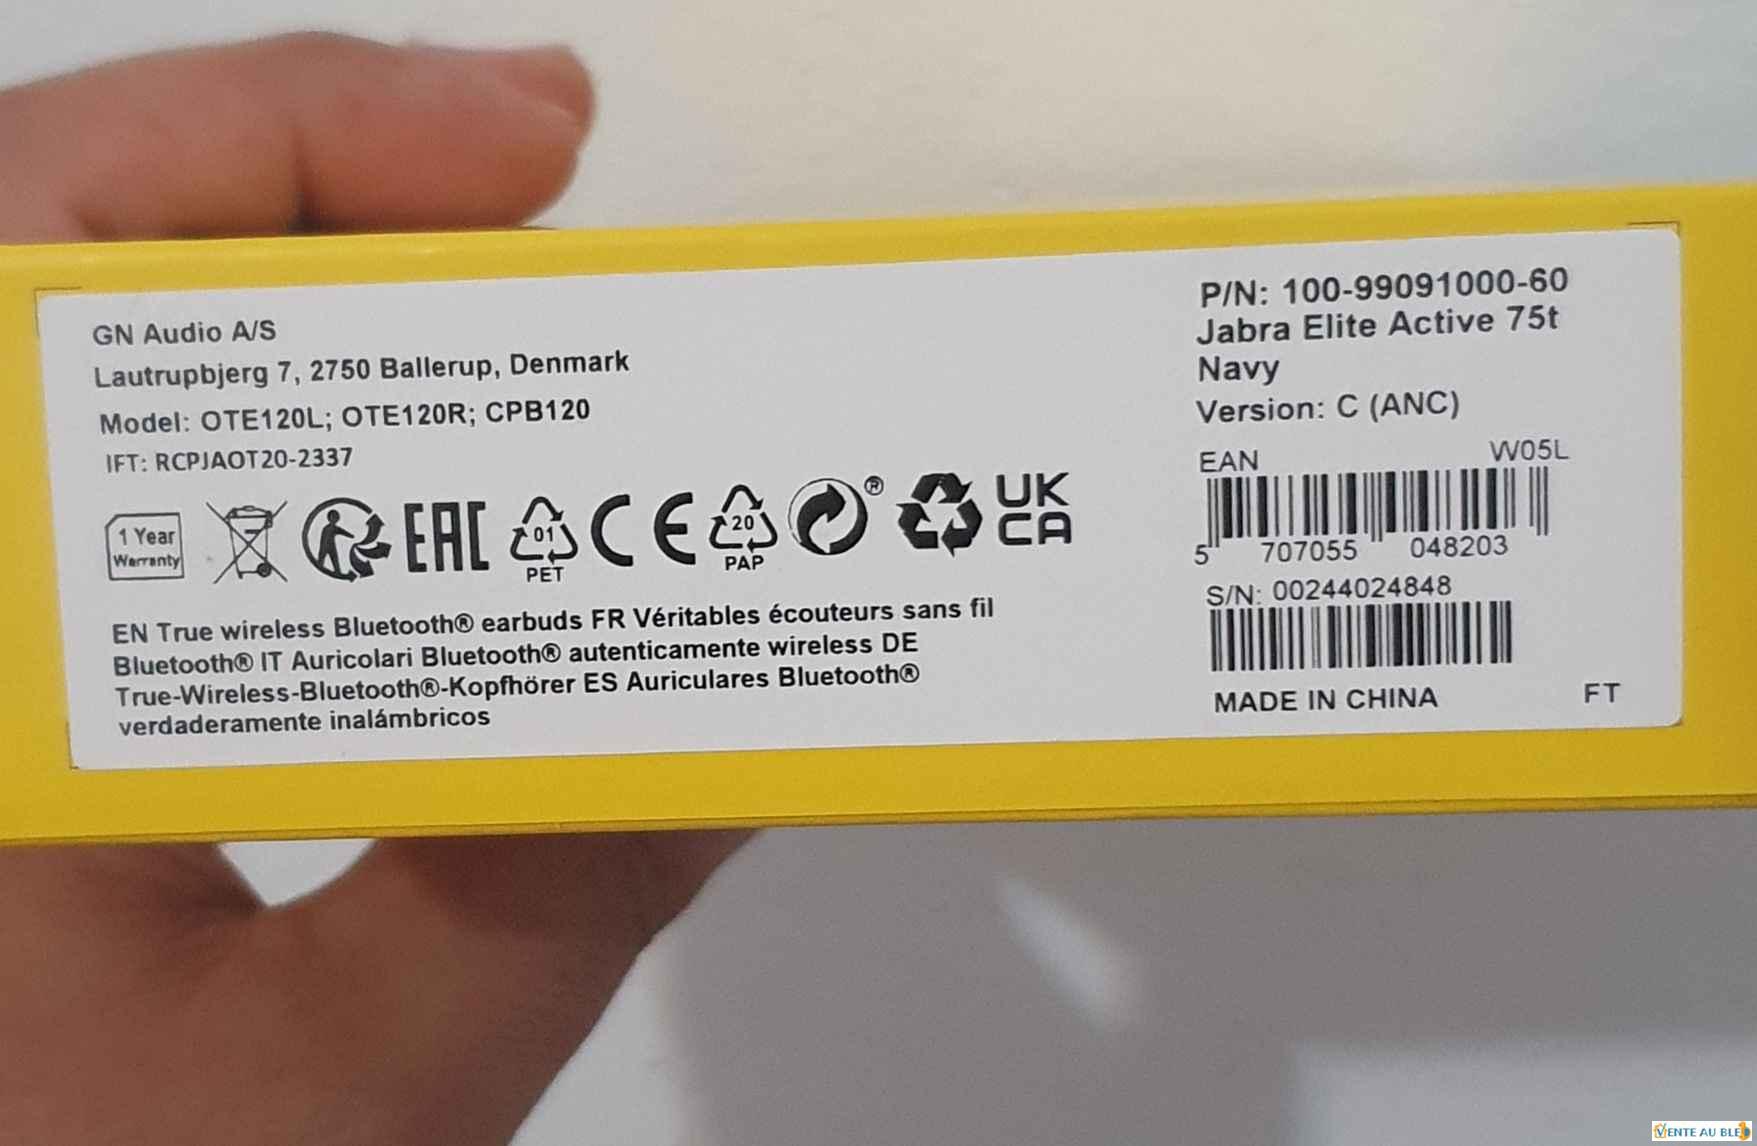 GN Audio A/S
Lautrupbjerg 7, 2750 Ballerup, Denmark
Model: OTE120L; OTE120R; CPB120
IFT: RCPJAOT20-2337
1 Year
Warranty
EAC
01
PET
CE
20
PAP
®
UK
CA
EN True wireless Bluetooth® earbuds FR Véritables écouteurs sans fil
Bluetooth® IT Auricolari Bluetooth® autenticamente wireless DE
True-Wireless-Bluetooth®-Kopfhörer ES Auriculares Bluetooth®
verdaderamente inalámbricos
P/N: 100-99091000-60
Jabra Elite Active 75t
Navy
Version: C (ANC)
EAN W05L
5 707055 048203
S/N: 00244024848
MADE IN CHINA FT
VENTE AU BLED